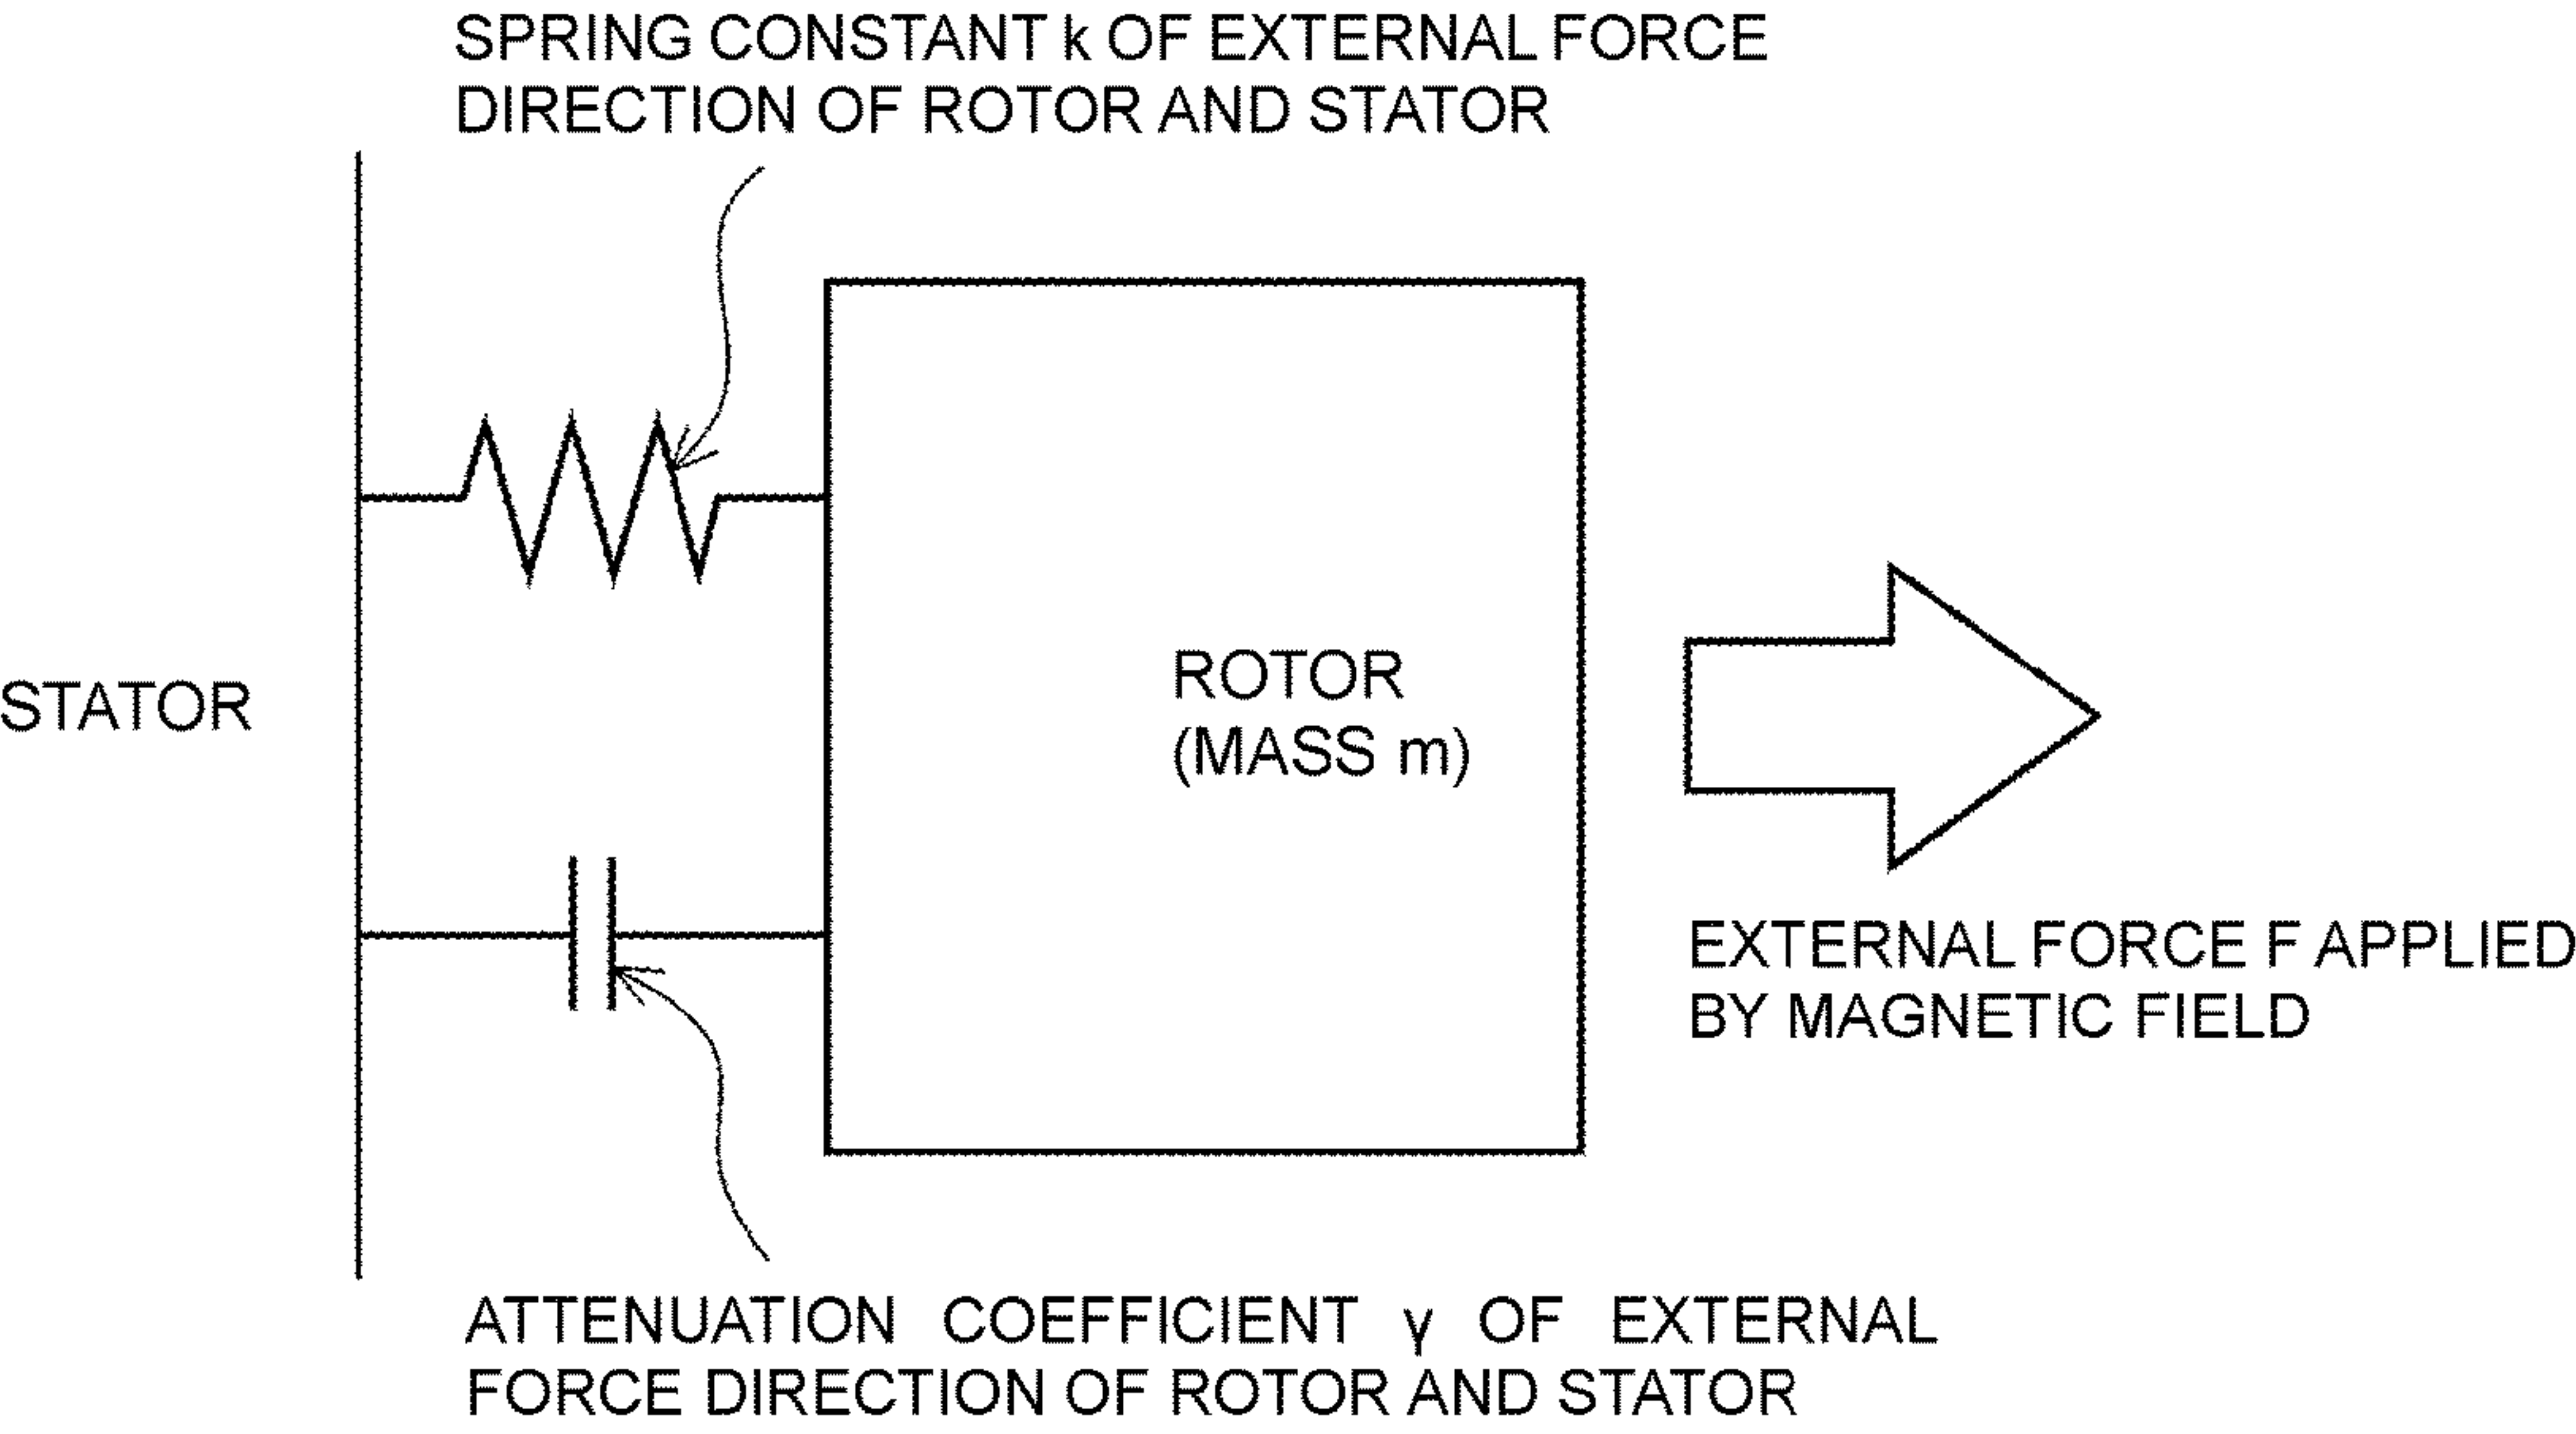 SPRING CONSTANT k OF EXTERNAL FORCE
DIRECTION OF ROTOR AND STATOR
STATOR
ROTOR
(MASS m)
EXTERNAL FORCE F APPLIED
BY MAGNETIC FIELD
ATTENUATION COEFFICIENT γ OF EXTERNAL
FORCE DIRECTION OF ROTOR AND STATOR